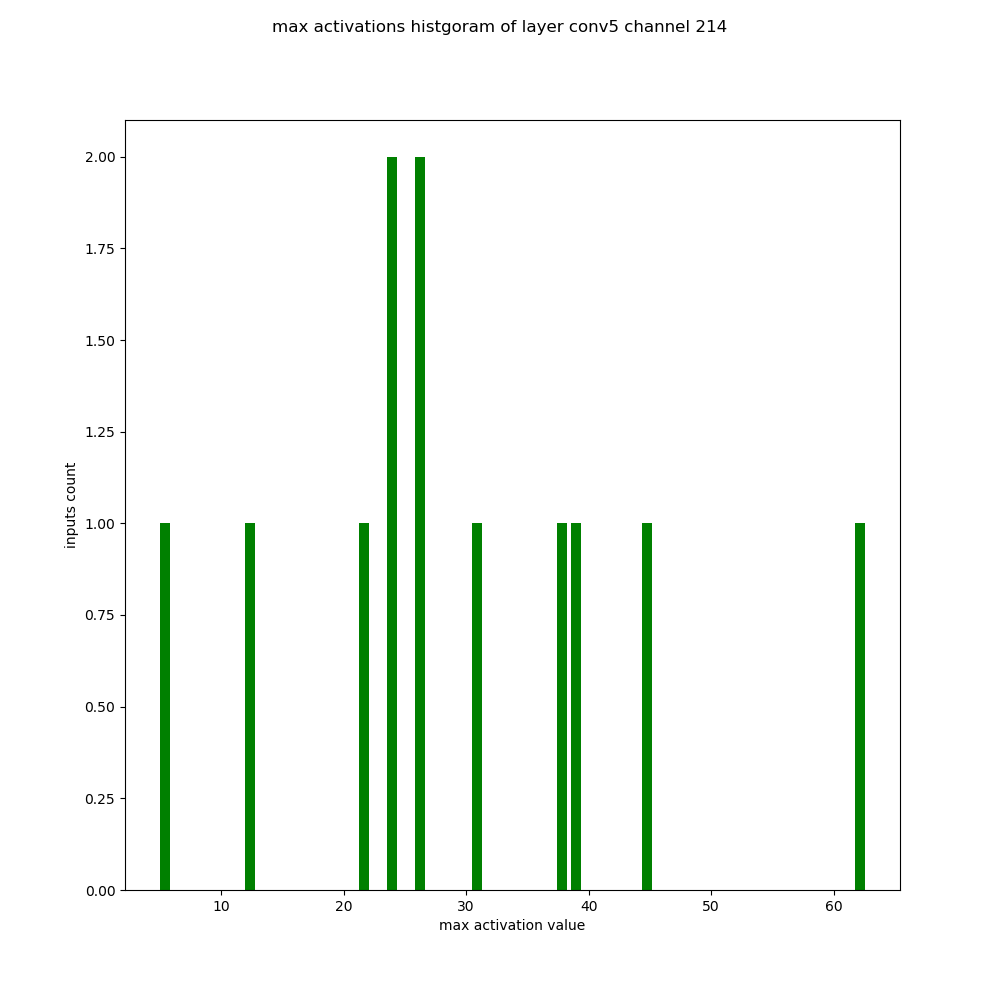 max activations histgoram of layer conv5 channel 214
2.00
1.75
1.50
1.25
1.00
0.75
0.50
0.25
0.00
inputs count
10 20 30 40 50 60
max activation value